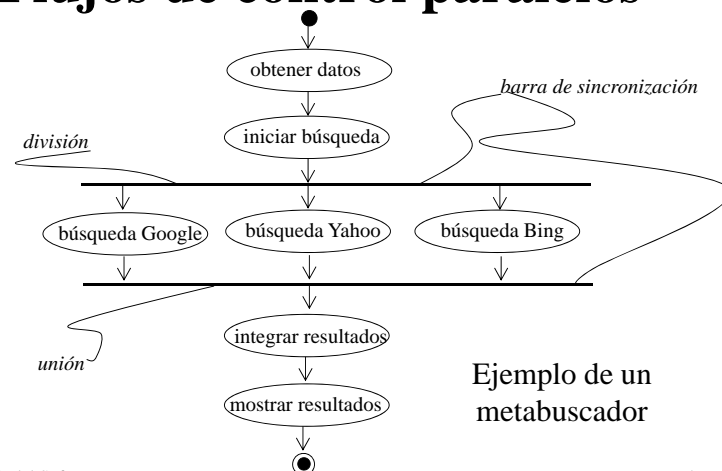 Flujos de control paralelos
obtener datos
barra de sincronización
iniciar búsqueda
división
búsqueda Google
búsqueda Yahoo
búsqueda Bing
integrar resultados
unión
Ejemplo de un
metabuscador
mostrar resultados